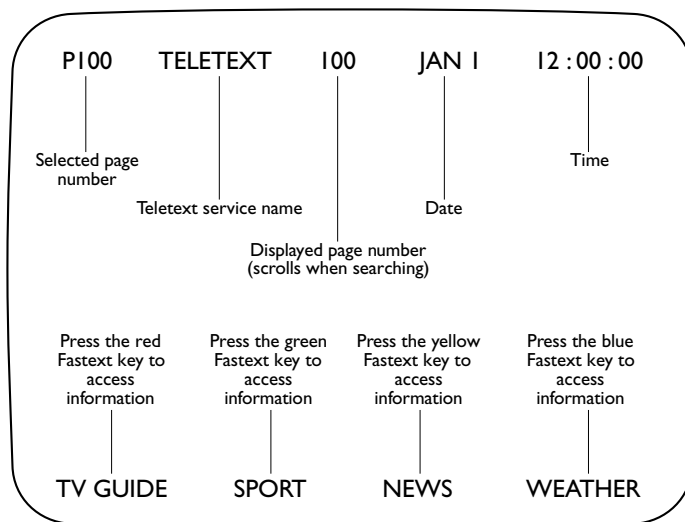 P100 TELETEXT 100 JAN 1 12 : 00 : 00
Selected page
number
Time
Teletext service name
Date
Displayed page number
(scrolls when searching)
Press the red
Fastext key to
access
information
Press the green
Fastext key to
access
information
Press the yellow
Fastext key to
access
information
Press the blue
Fastext key to
access
information
TV GUIDE SPORT NEWS WEATHER